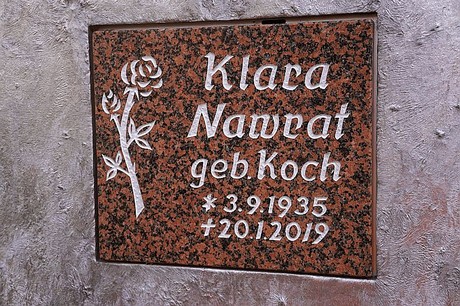 Klara
Nawrat
geb. Koch
* 3.9.1935
+20.1.2019